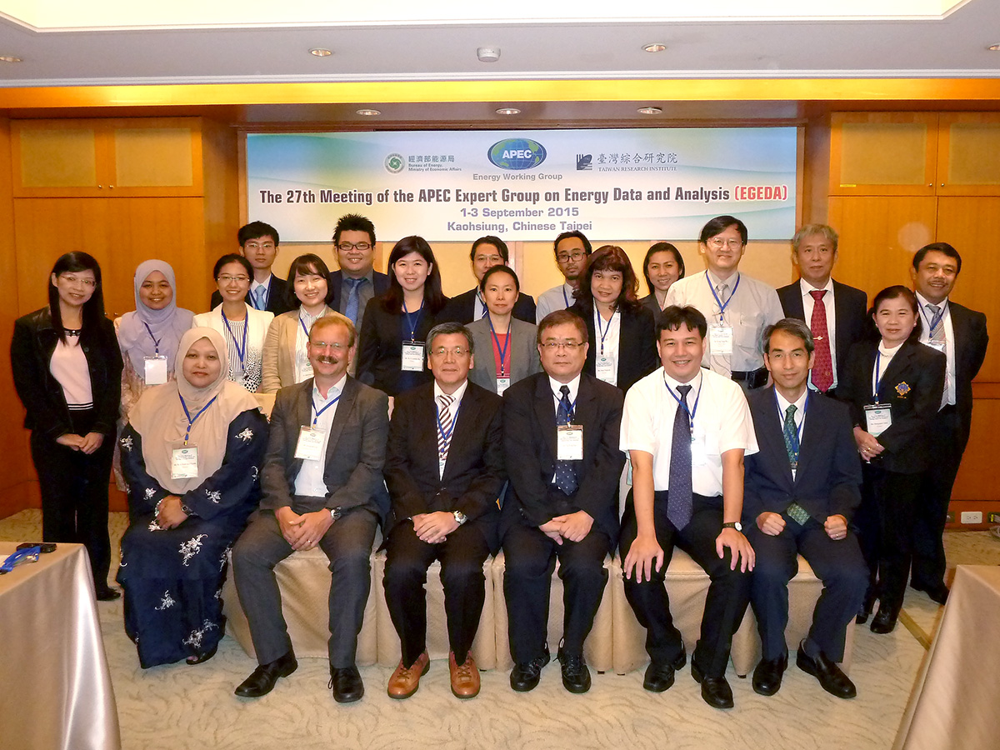 經濟部能源局
Bureau of Energy,
Ministry of Economic Affairs
APEC
Energy Working Group
臺灣綜合研究院
TAIWAN RESEARCH INSTITUTE
The 27th Meeting of the APEC Expert Group on Energy Data and Analysis (EGEDA)
1-3 September 2015
Kaohsiung, Chinese Taipei